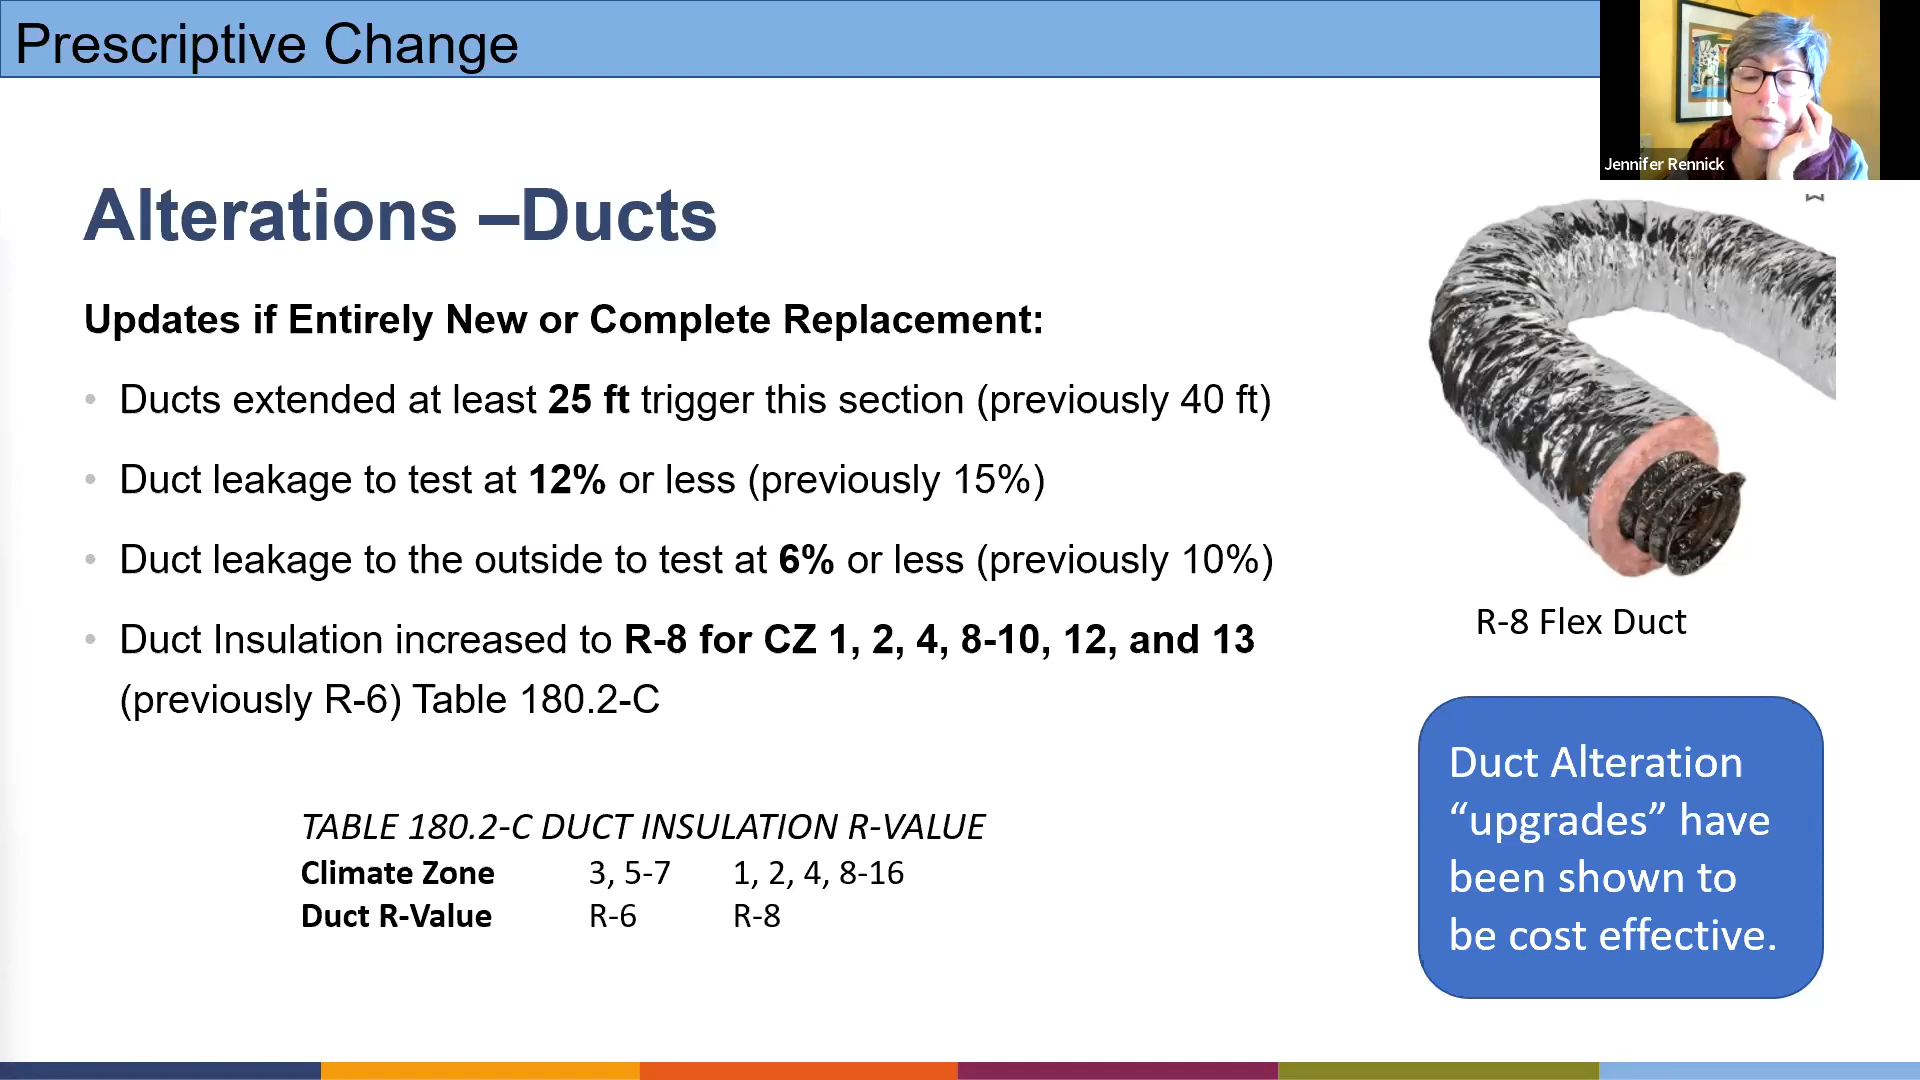 Prescriptive Change
Jennifer Rennick
Alterations –Ducts
Updates if Entirely New or Complete Replacement:
• Ducts extended at least 25 ft trigger this section (previously 40 ft)
• Duct leakage to test at 12% or less (previously 15%)
• Duct leakage to the outside to test at 6% or less (previously 10%)
• Duct Insulation increased to R-8 for CZ 1, 2, 4, 8-10, 12, and 13
(previously R-6) Table 180.2-C
R-8 Flex Duct
TABLE 180.2-C DUCT INSULATION R-VALUE
Climate Zone 3, 5-7 1, 2, 4, 8-16
Duct R-Value R-6 R-8
Duct Alteration
“upgrades” have
been shown to
be cost effective.